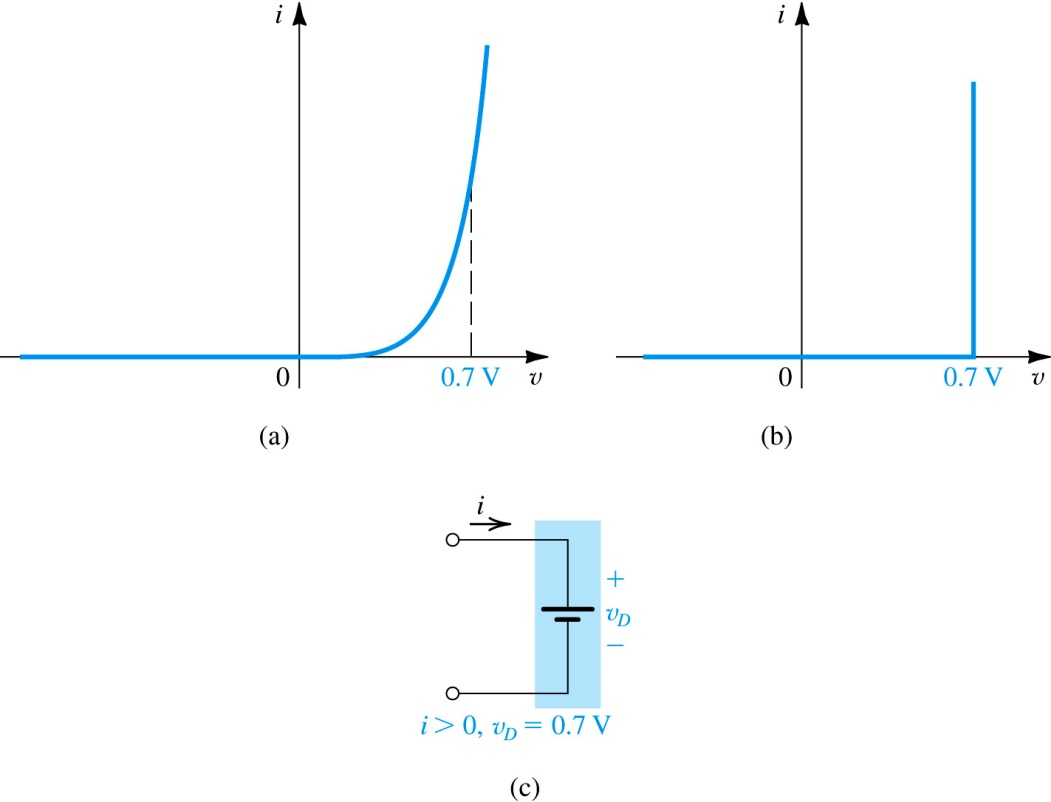 i
i
0
0.7 V
v
0
0.7 V
v
(a)
(b)
i
+
v_D
−
i > 0, v_D = 0.7 V
(c)